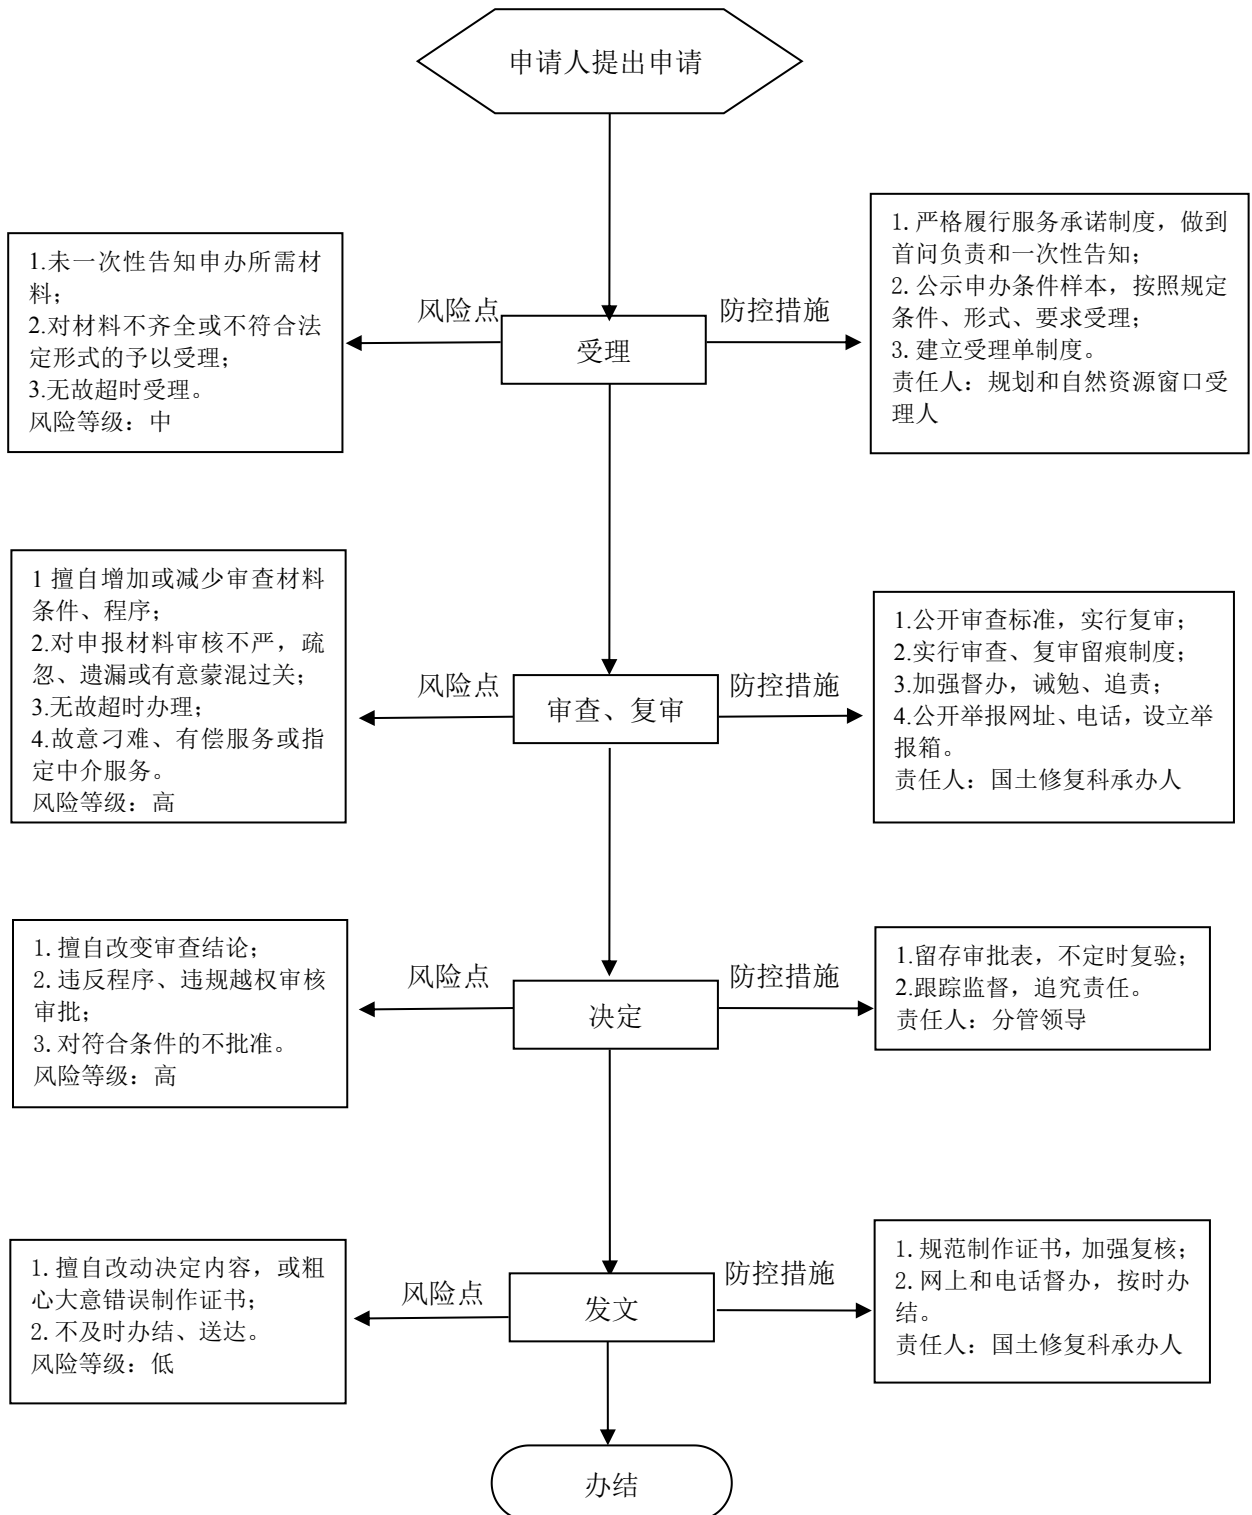 申请人提出申请
1.未一次性告知申办所需材
料；
2.对材料不齐全或不符合法
定形式的予以受理；
3.无故超时受理。
风险等级：中
风险点
受理
防控措施
1.严格履行服务承诺制度，做到
首问负责和一次性告知；
2.公示申办条件样本，按照规定
条件、形式、要求受理；
3.建立受理单制度。
责任人：规划和自然资源窗口受
理人
1 擅自增加或减少审查材料
条件、程序；
2.对申报材料审核不严，疏
忽、遗漏或有意蒙混过关；
3.无故超时办理；
4.故意刁难、有偿服务或指
定中介服务。
风险等级：高
风险点
审查、复审
防控措施
1.公开审查标准，实行复审；
2.实行审查、复审留痕制度；
3.加强督办，诫勉、追责；
4.公开举报网址、电话，设立举
报箱。
责任人：国土修复科承办人
1.擅自改变审查结论；
2.违反程序、违规越权审核
审批；
3.对符合条件的不批准。
风险等级：高
风险点
决定
防控措施
1.留存审批表，不定时复验；
2.跟踪监督，追究责任。
责任人：分管领导
1.擅自改动决定内容，或粗
心大意错误制作证书；
2.不及时办结、送达。
风险等级：低
风险点
发文
防控措施
1.规范制作证书，加强复核；
2.网上和电话督办，按时办
结。
责任人：国土修复科承办人
办结